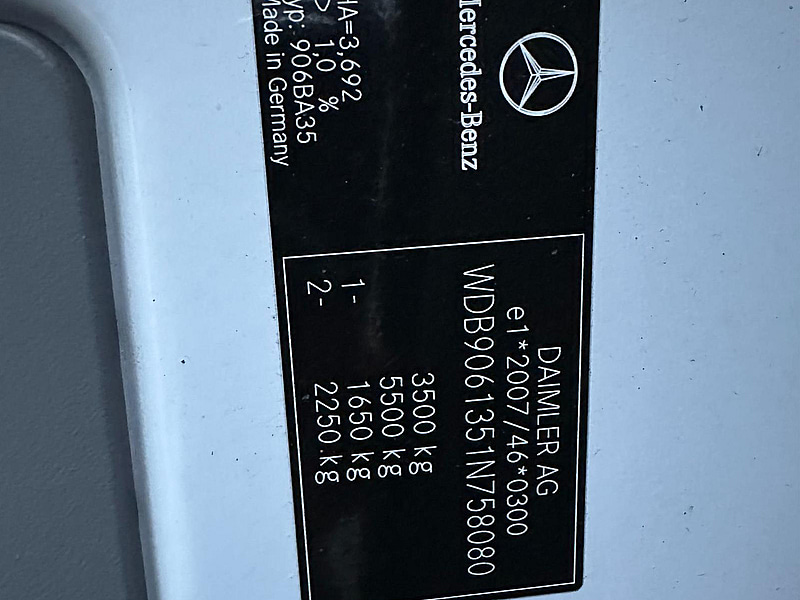 Mercedes-Benz
HA=3,692
1,0 %
Typ: 906BA35
Made in Germany
DAIMLER AG
e1*2007/46*0300
WDB9061351N758080
3500 kg
5500 kg
1- 1650 kg
2- 2250 kg